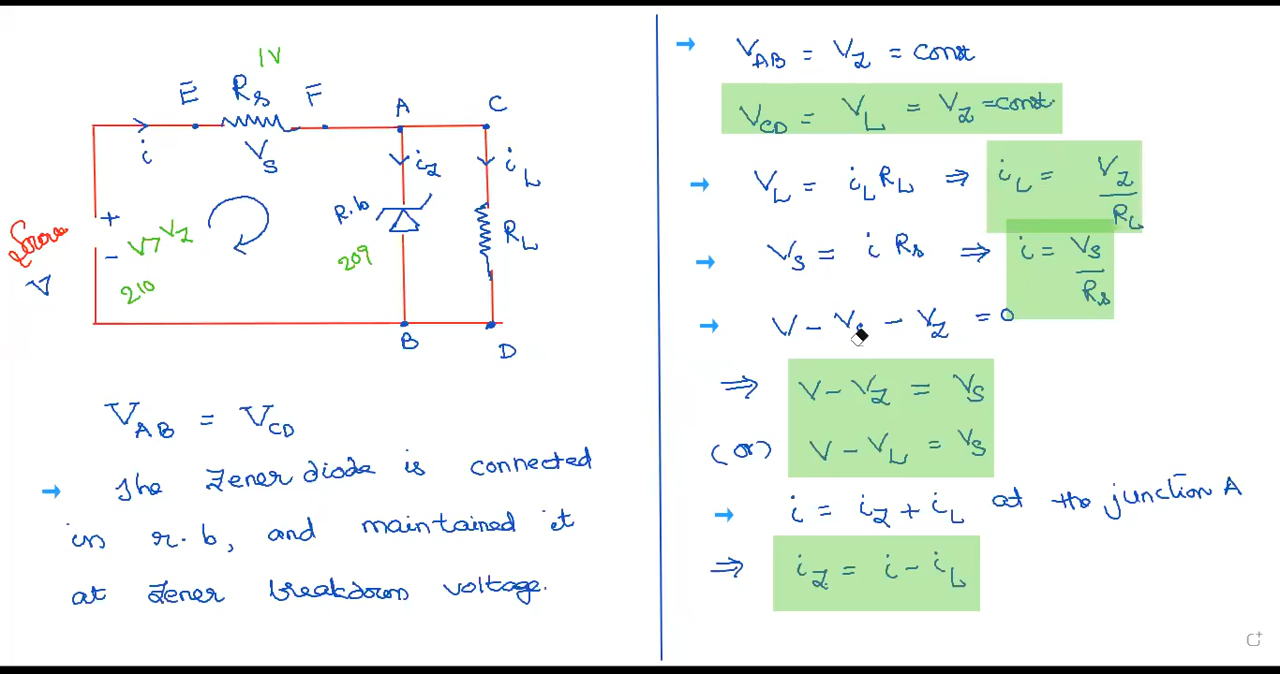 1V
E Rs F A C
i Vs iz iL
+
-
Source
V
V7 Vz
210
R.b
209
RL
B
D
VAB = VCD
→ The Zener diode is connected
in r.b, and maintained it
at Zener breakdown voltage.
→ VAB = Vz = const
VCD = VL = Vz = const
→ VL = iL RL ⇒ iL = Vz/RL
→ Vs = i Rs ⇒ i = Vs/Rs
→ V - Vs - Vz = 0
⇒ V - Vz = Vs
(or) V - VL = Vs
→ i = iz + iL at the junction A
⇒ iz = i - iL